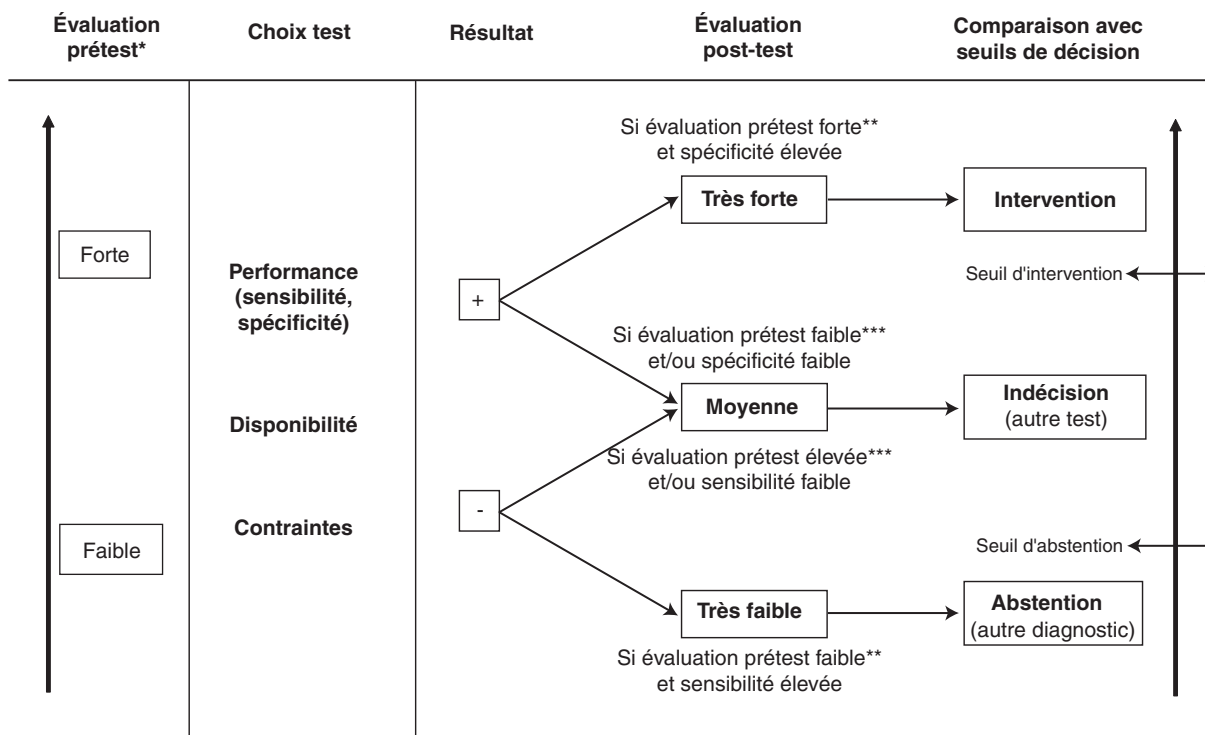 Évaluation
prétest*
Choix test
Résultat
Évaluation
post-test
Comparaison avec
seuils de décision
Forte
Faible
Performance
(sensibilité,
spécificité)
Disponibilité
Contraintes
+
-
Si évaluation prétest forte**
et spécificité élevée
Très forte
Intervention
Seuil d'intervention
Si évaluation prétest faible***
et/ou spécificité faible
Moyenne
Indécision
(autre test)
Si évaluation prétest élevée***
et/ou sensibilité faible
Seuil d'abstention
Très faible
Abstention
(autre diagnostic)
Si évaluation prétest faible**
et sensibilité élevée